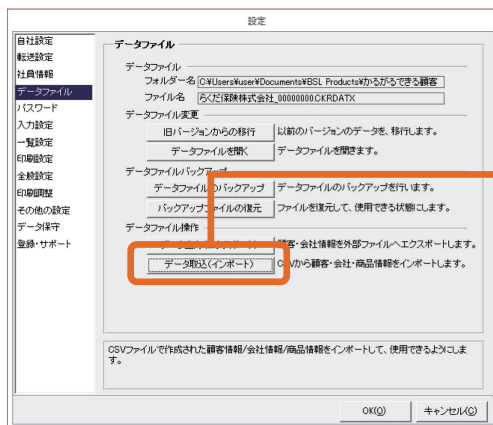 設定
自社設定
転送設定
社員情報
データファイル
パスワード
入力設定
一覧設定
印刷設定
全般設定
印刷調整
その他の設定
データ保守
登録・サポート
データファイル
データファイル
フォルダー名 C:¥Users¥user¥Documents¥BSL Products¥かるがるできる顧客
ファイル名 らくだ保険株式会社_00000000.CKRDATX
データファイル変更
旧バージョンからの移行 以前のバージョンのデータを、移行します。
データファイルを開く データファイルを開きます。
データファイルバックアップ
データファイルのバックアップ データファイルのバックアップを行います。
バックアップファイルの復元 ファイルを復元して、使用できる状態にします。
データファイル操作
客・会社情報を外部ファイルへエクスポートします。
データ取込(インポート) CSVから顧客・会社・商品情報をインポートします。
CSVファイルで作成された顧客情報/会社情報/商品情報をインポートして、使用できるようにしま
す。
OK(O) キャンセル(C)